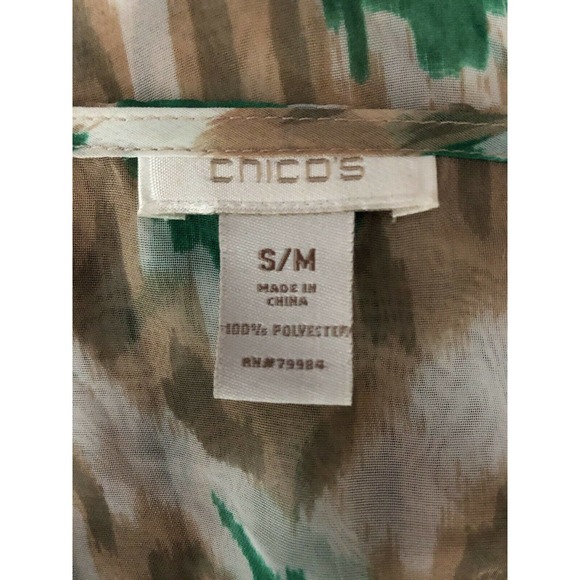 chico's
S/M
MADE IN
CHINA
100% POLYESTER
RN#79984